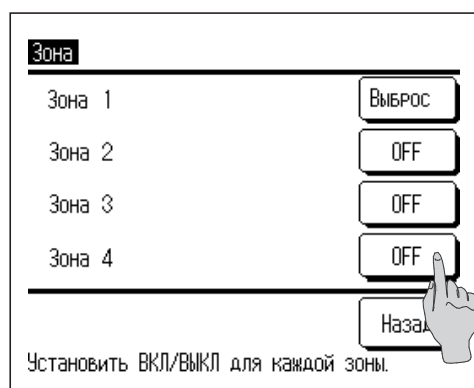 Зона
Зона 1 Выброс
Зона 2 OFF
Зона 3 OFF
Зона 4 OFF
Назад
Установить ВКЛ/ВЫКЛ для каждой зоны.